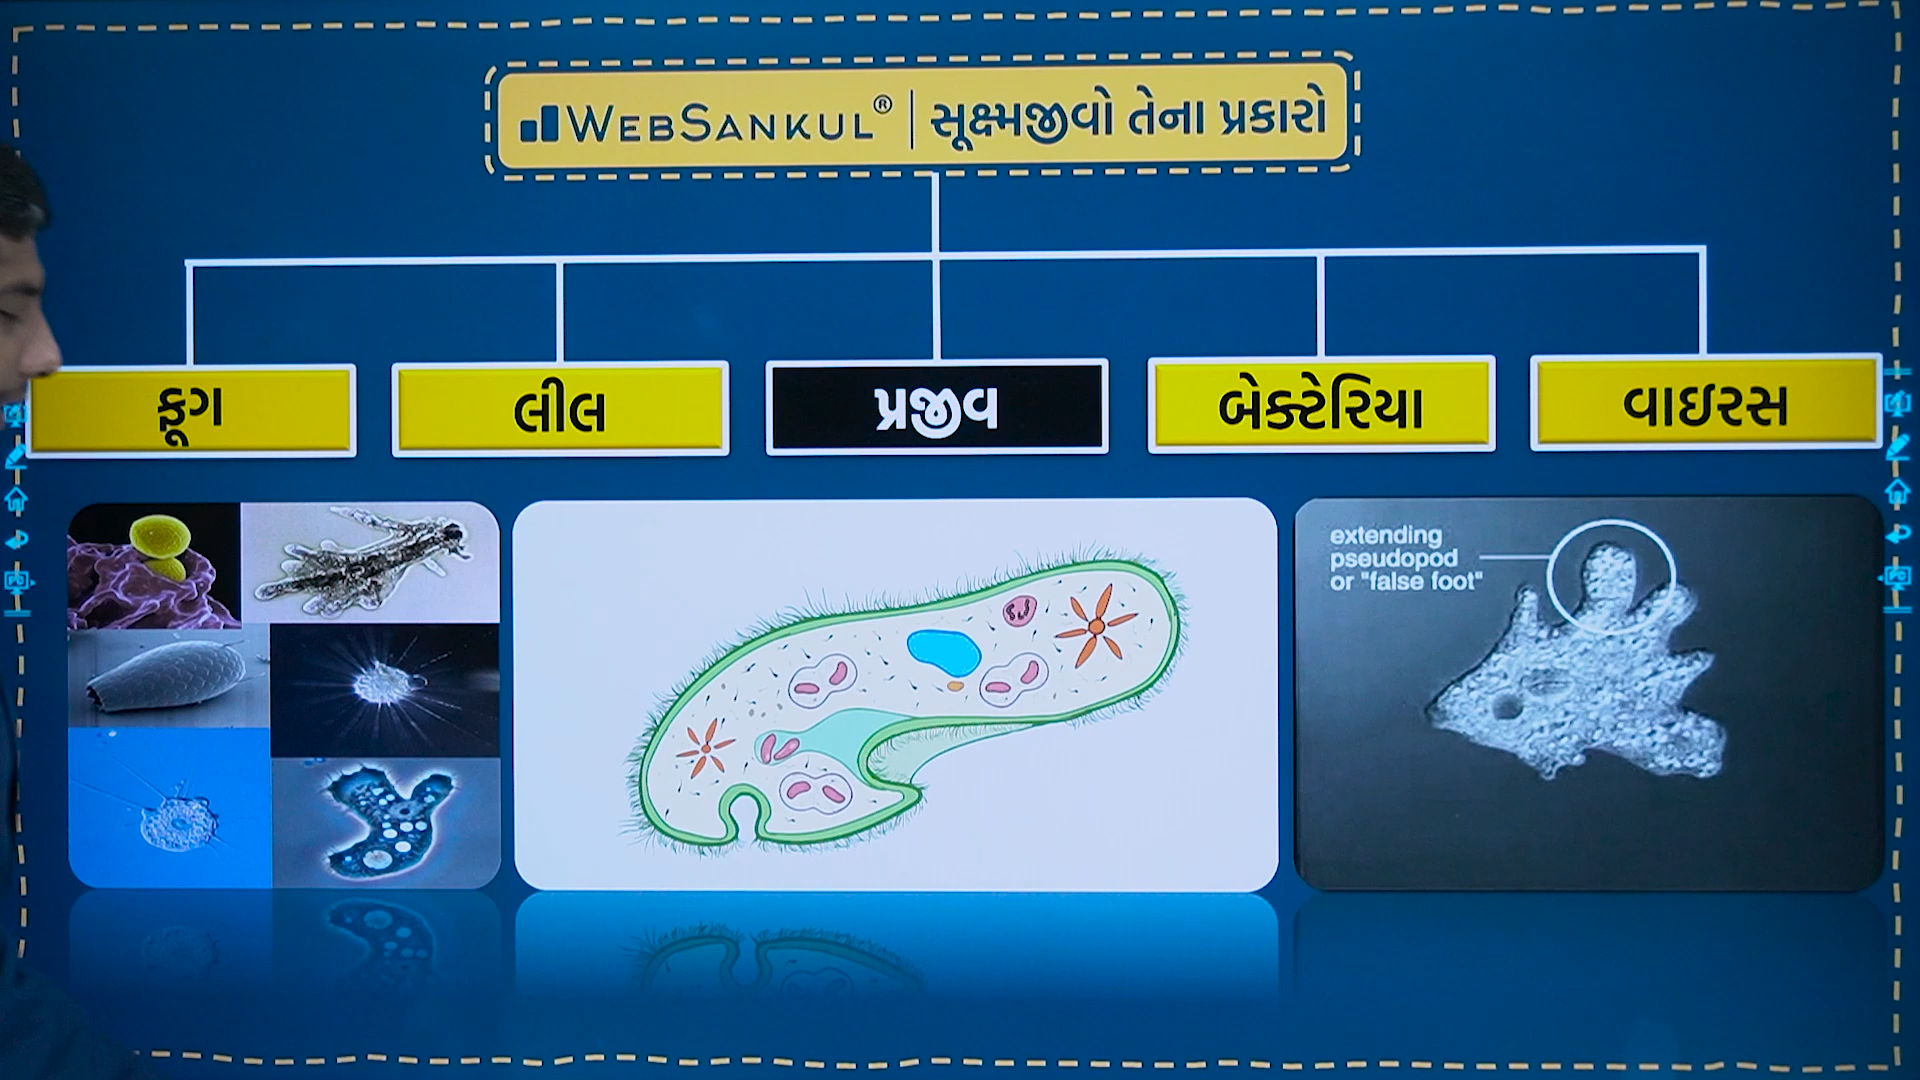 WEBSANKUL® | સૂક્ષ્મજીવો તેના પ્રકારો
ફૂગ
લીલ
પ્રજીવ
બેક્ટેરિયા
વાઇરસ
extending
pseudopod
or "false foot"